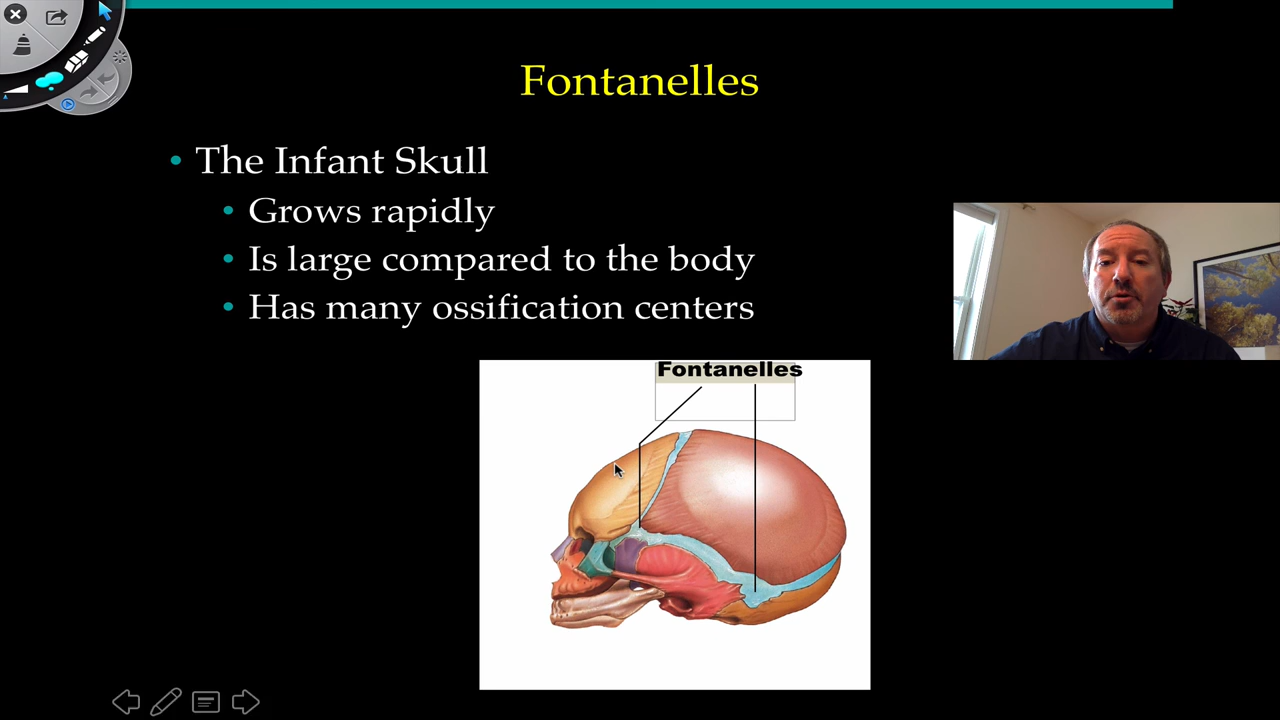 Fontanelles
• The Infant Skull
• Grows rapidly
• Is large compared to the body
• Has many ossification centers
Fontanelles